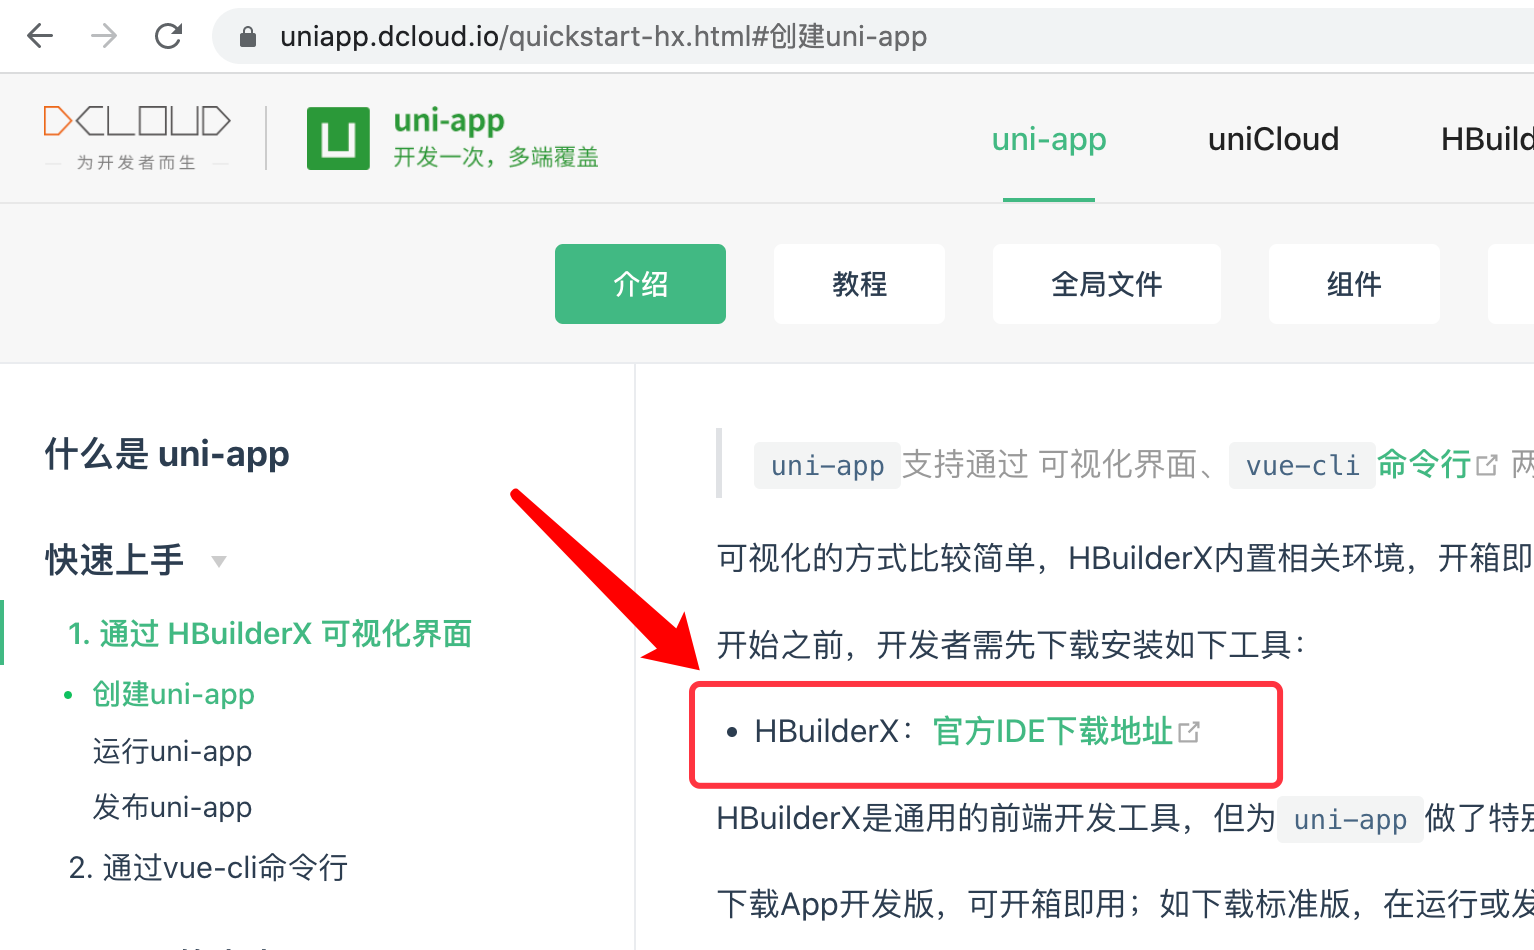 uniapp.dcloud.io/quickstart-hx.html#创建uni-app
DCLOUD
为开发者而生
uni-app
开发一次，多端覆盖
uni-app
uniCloud
HBuild
介绍
教程
全局文件
组件
什么是 uni-app
快速上手
1. 通过 HBuilderX 可视化界面
• 创建uni-app
运行uni-app
发布uni-app
2. 通过vue-cli命令行
uni-app 支持通过 可视化界面、 vue-cli 命令行 两
可视化的方式比较简单，HBuilderX内置相关环境，开箱即
开始之前，开发者需先下载安装如下工具：
• HBuilderX：官方IDE下载地址
HBuilderX是通用的前端开发工具，但为 uni-app 做了特别
下载App开发版，可开箱即用；如下载标准版，在运行或发